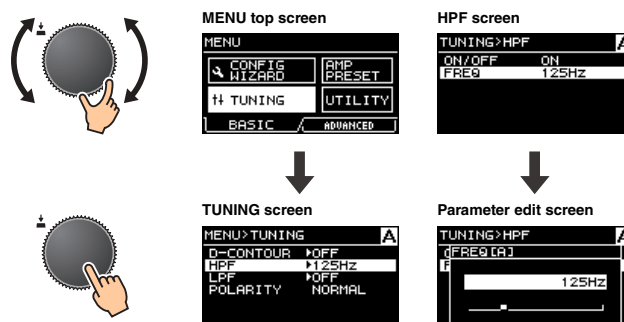 MENU top screen
MENU
CONFIG WIZARD
AMP PRESET
TUNING
UTILITY
BASIC
ADVANCED
HPF screen
TUNING>HPF
A
ON/OFF ON
FREQ 125Hz
TUNING screen
MENU>TUNING
A
D-CONTOUR OFF
HPF 125Hz
LPF OFF
POLARITY NORMAL
Parameter edit screen
TUNING>HPF
A
FREQ[A]
125Hz